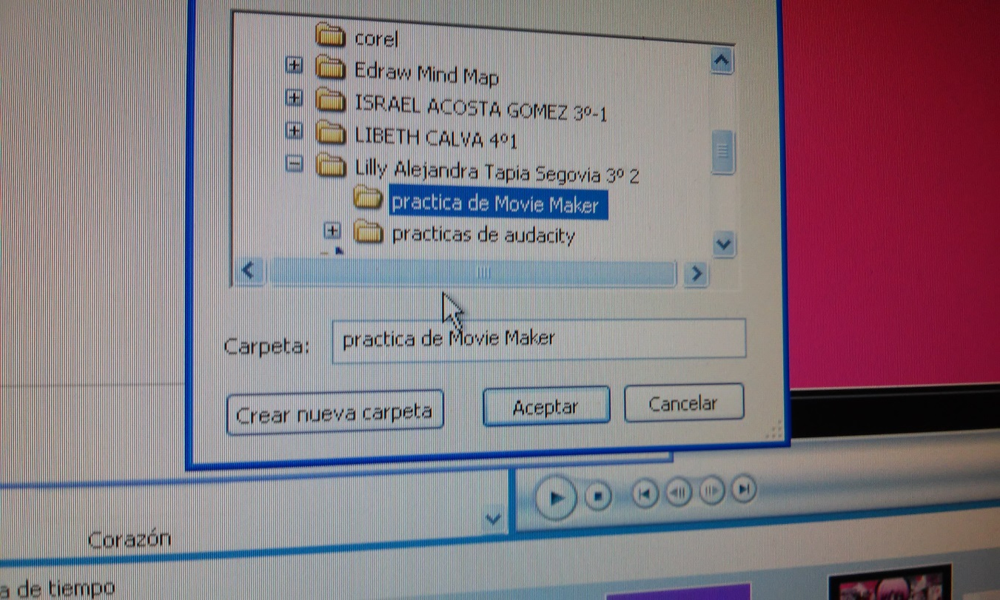 corel
Edraw Mind Map
ISRAEL ACOSTA GOMEZ 3º-1
LIBETH CALVA 4º1
Lilly Alejandra Tapia Segovia 3º 2
practica de Movie Maker
practicas de audacity
Carpeta: practica de Movie Maker
Crear nueva carpeta Aceptar Cancelar
Corazón
a de tiempo